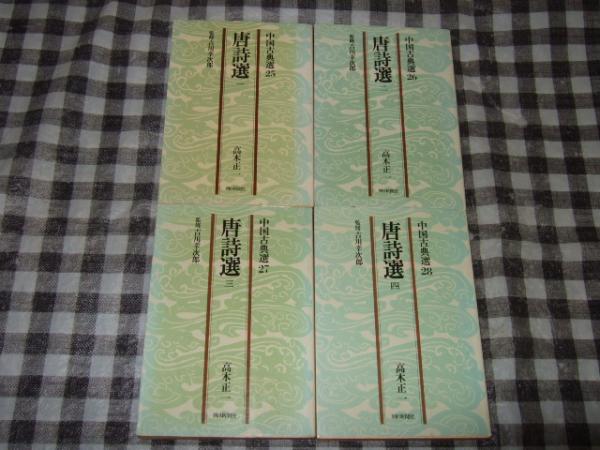 中国古典選 25
唐詩選 一
監修・吉川幸次郎
高木正一
朝日新聞社
中国古典選 26
唐詩選 二
監修・吉川幸次郎
高木正一
朝日新聞社
中国古典選 27
唐詩選 三
監修・吉川幸次郎
高木正一
朝日新聞社
中国古典選 28
唐詩選 四
監修・吉川幸次郎
高木正一
朝日新聞社